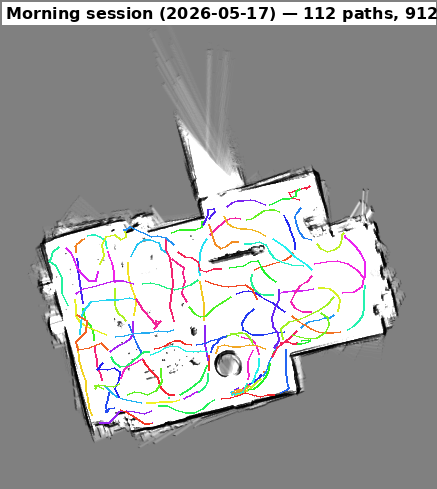 Morning session (2026-05-17) — 112 paths, 912